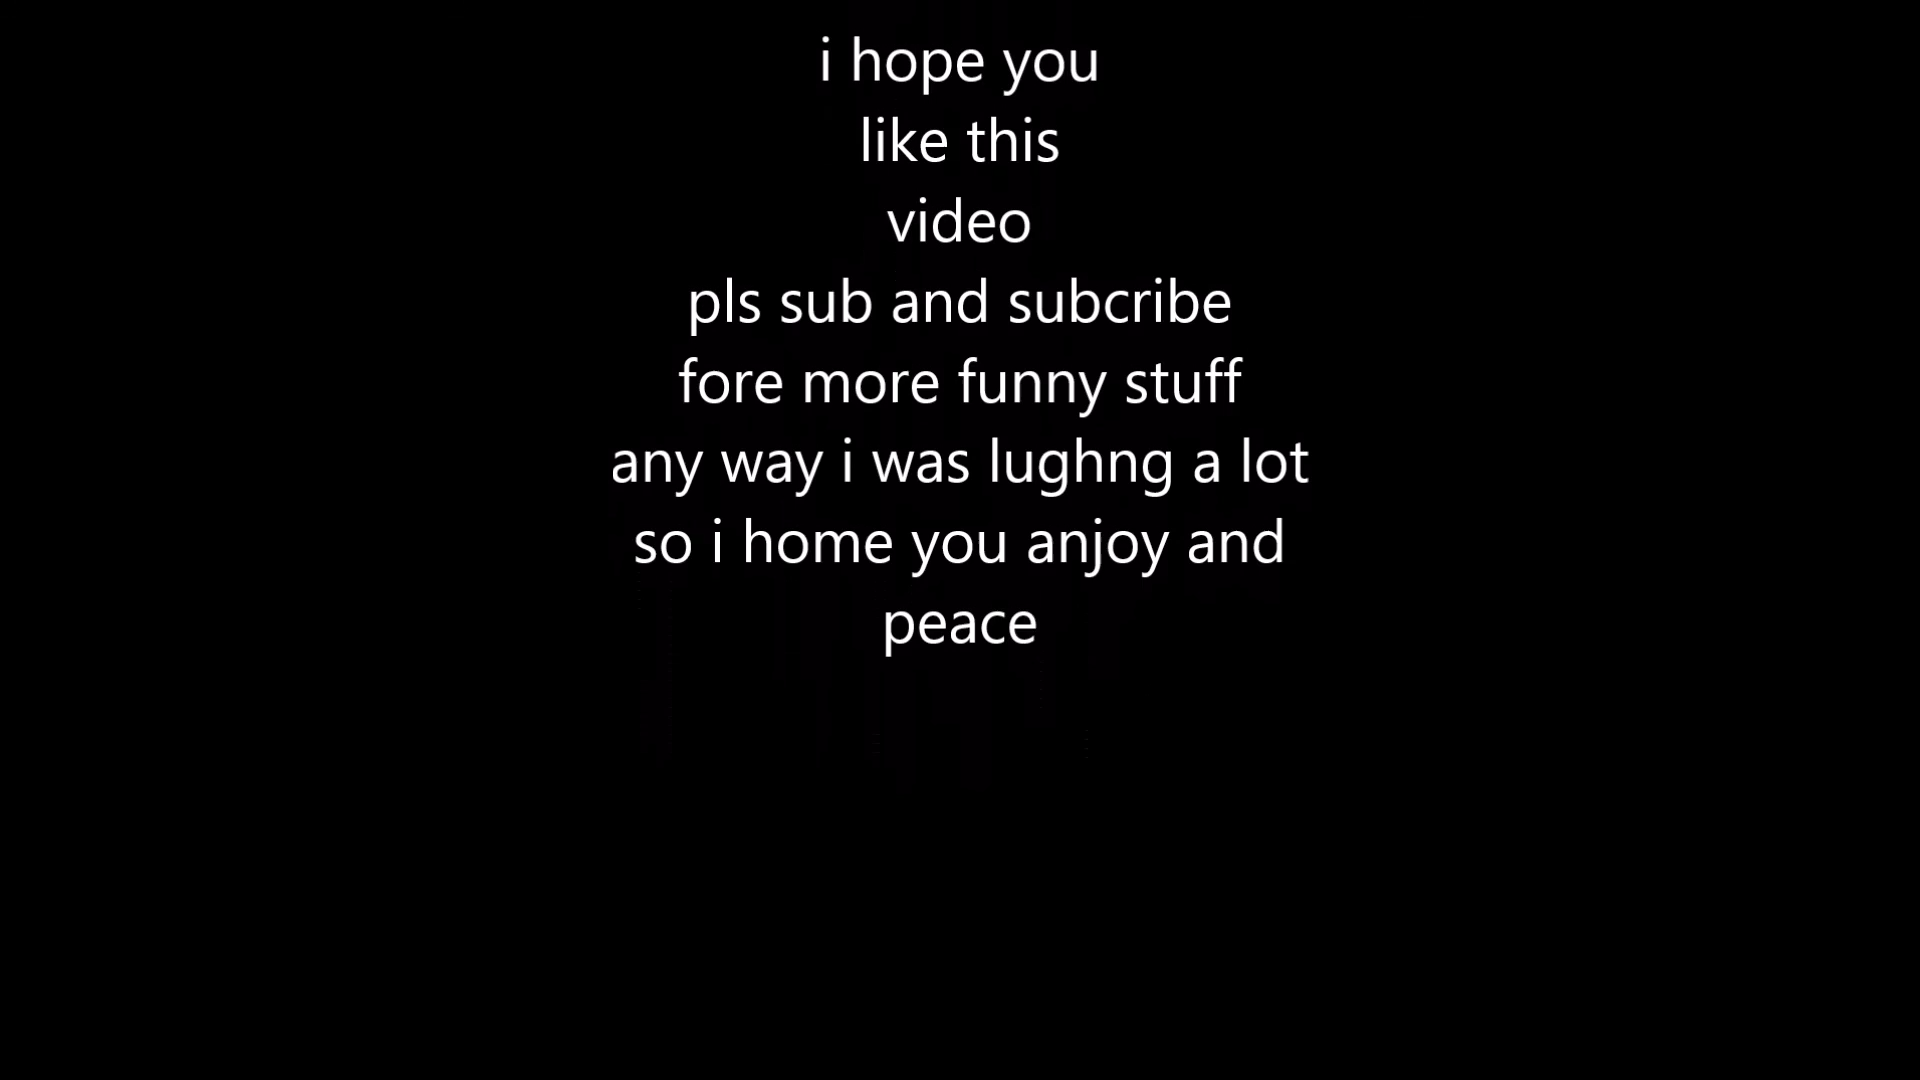 i hope you
like this
video
pls sub and subcribe
fore more funny stuff
any way i was lughng a lot
so i home you anjoy and
peace